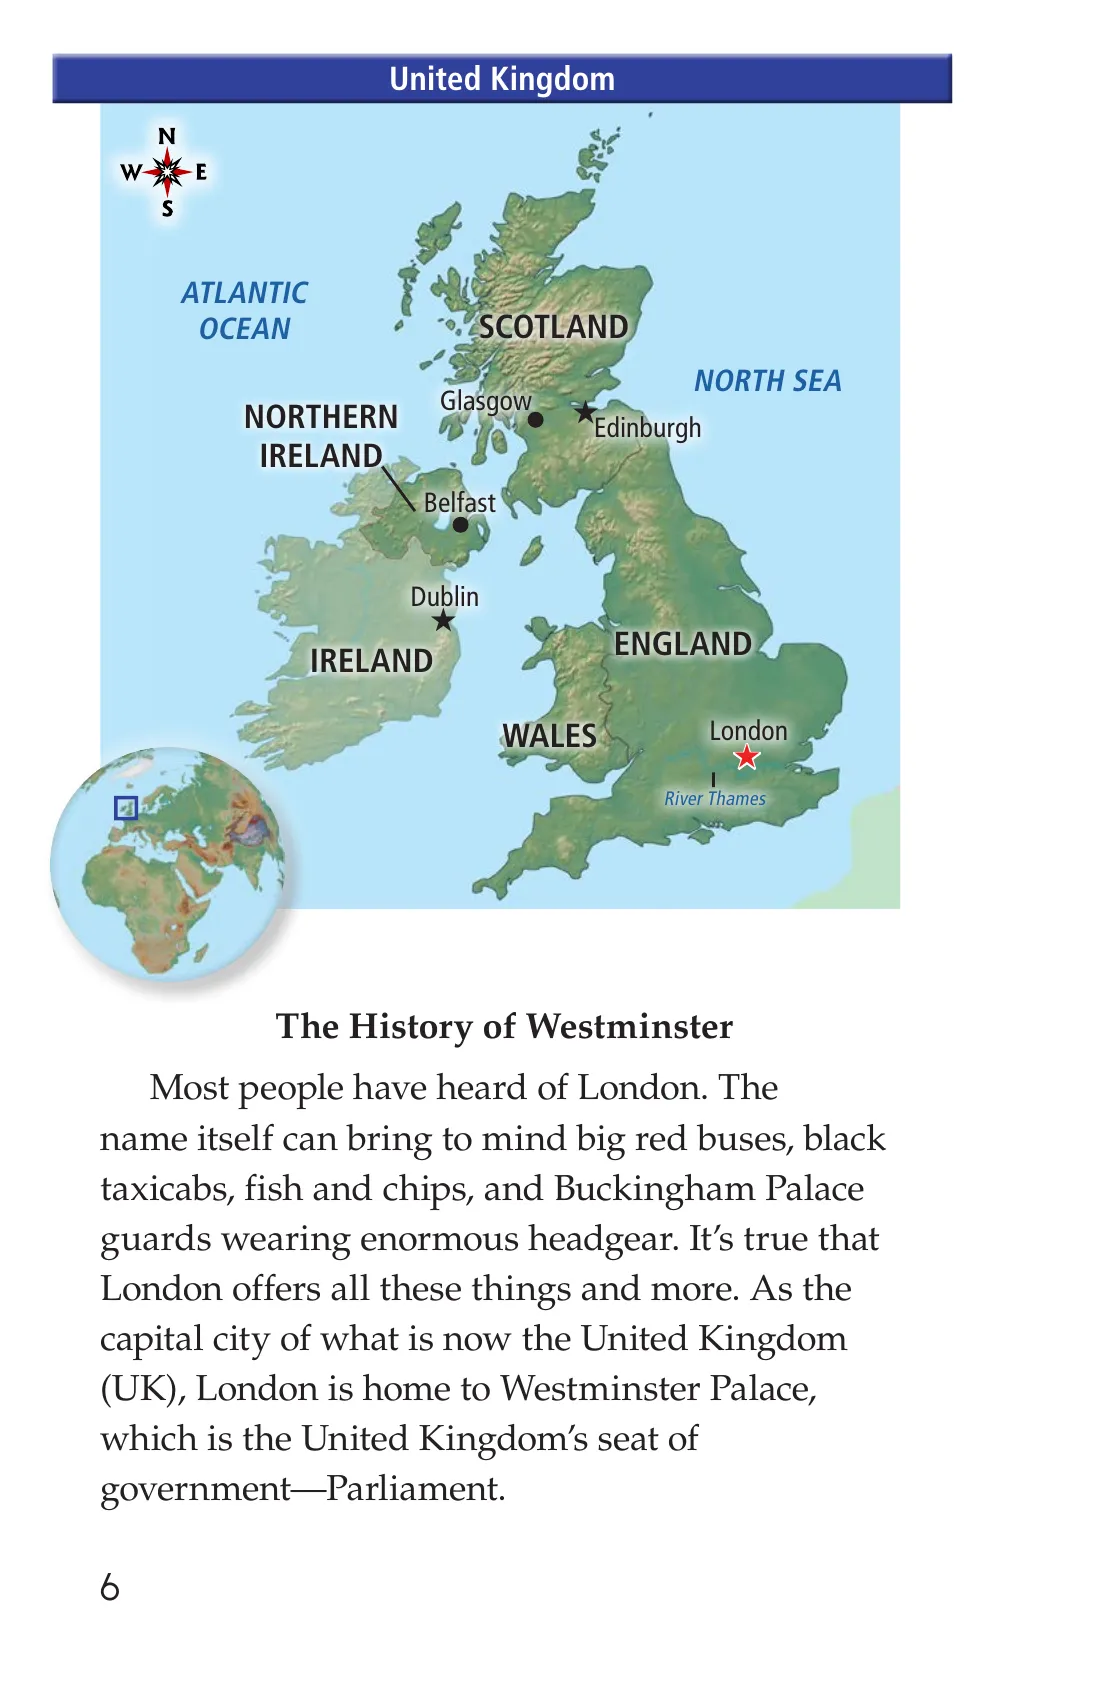 United Kingdom
N
W E
S
ATLANTIC
OCEAN
SCOTLAND
NORTH SEA
Glasgow
Edinburgh
NORTHERN
IRELAND
Belfast
Dublin
IRELAND
ENGLAND
WALES
London
River Thames
The History of Westminster
Most people have heard of London. The
name itself can bring to mind big red buses, black
taxicabs, fish and chips, and Buckingham Palace
guards wearing enormous headgear. It’s true that
London offers all these things and more. As the
capital city of what is now the United Kingdom
(UK), London is home to Westminster Palace,
which is the United Kingdom’s seat of
government—Parliament.
6